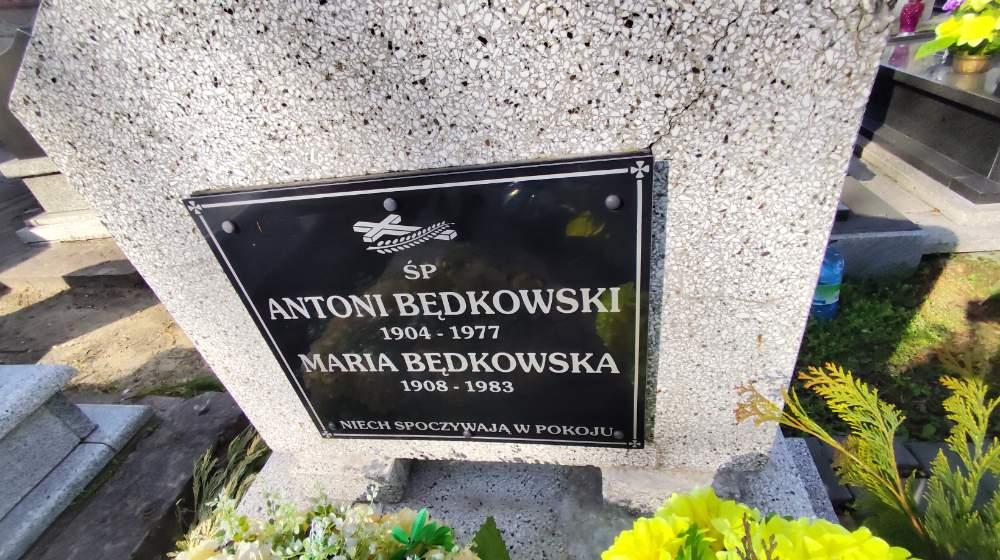 ŚP
ANTONI BĘDKOWSKI
1904 - 1977
MARIA BĘDKOWSKA
1908 - 1983
NIECH SPOCZYWAJĄ W POKOJU